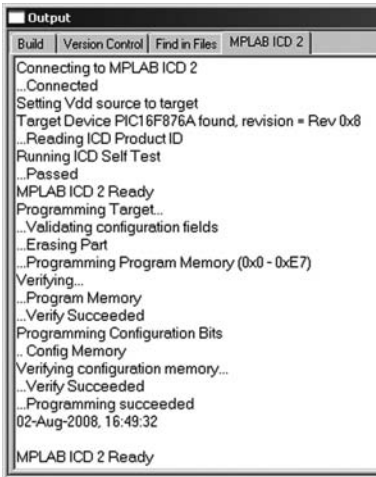 Output
Build Version Control Find in Files MPLAB ICD 2
Connecting to MPLAB ICD 2
...Connected
Setting Vdd source to target
Target Device PIC16F876A found, revision = Rev 0x8
...Reading ICD Product ID
Running ICD Self Test
...Passed
MPLAB ICD 2 Ready
Programming Target...
...Validating configuration fields
...Erasing Part
...Programming Program Memory (0x0 - 0xE7)
Verifying...
...Program Memory
...Verify Succeeded
Programming Configuration Bits
.. Config Memory
Verifying configuration memory...
...Verify Succeeded
...Programming succeeded
02-Aug-2008, 16:49:32
MPLAB ICD 2 Ready